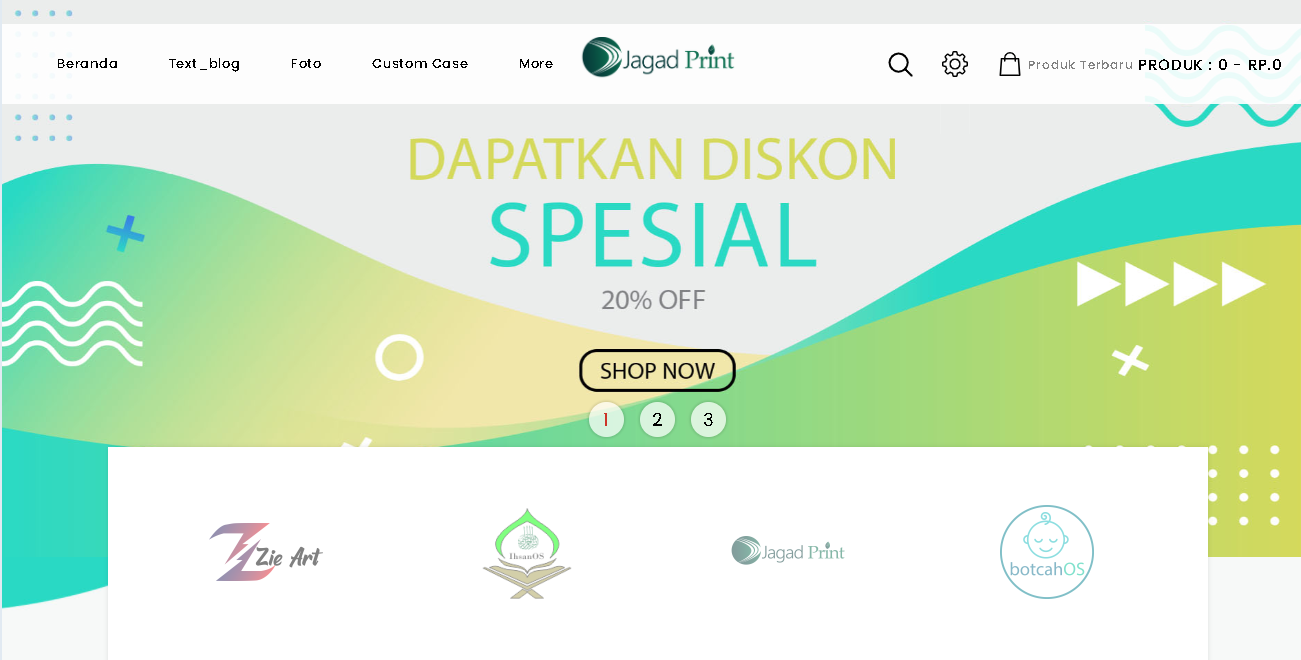 Beranda Text_blog Foto Custom Case More Jagad Print Produk Terbaru PRODUK : 0 - RP.0
DAPATKAN DISKON
SPESIAL
20% OFF
SHOP NOW
1 2 3
Zie Art IhsanOS Jagad Print botcahOS